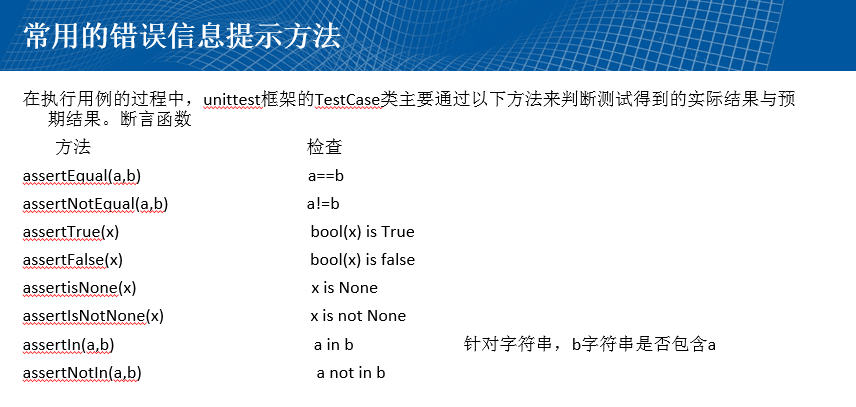 常用的错误信息提示方法
在执行用例的过程中，unittest框架的TestCase类主要通过以下方法来判断测试得到的实际结果与预
期结果。断言函数
方法 检查
assertEqual(a,b) a==b
assertNotEqual(a,b) a!=b
assertTrue(x) bool(x) is True
assertFalse(x) bool(x) is false
assertisNone(x) x is None
assertIsNotNone(x) x is not None
assertIn(a,b) a in b 针对字符串，b字符串是否包含a
assertNotIn(a,b) a not in b